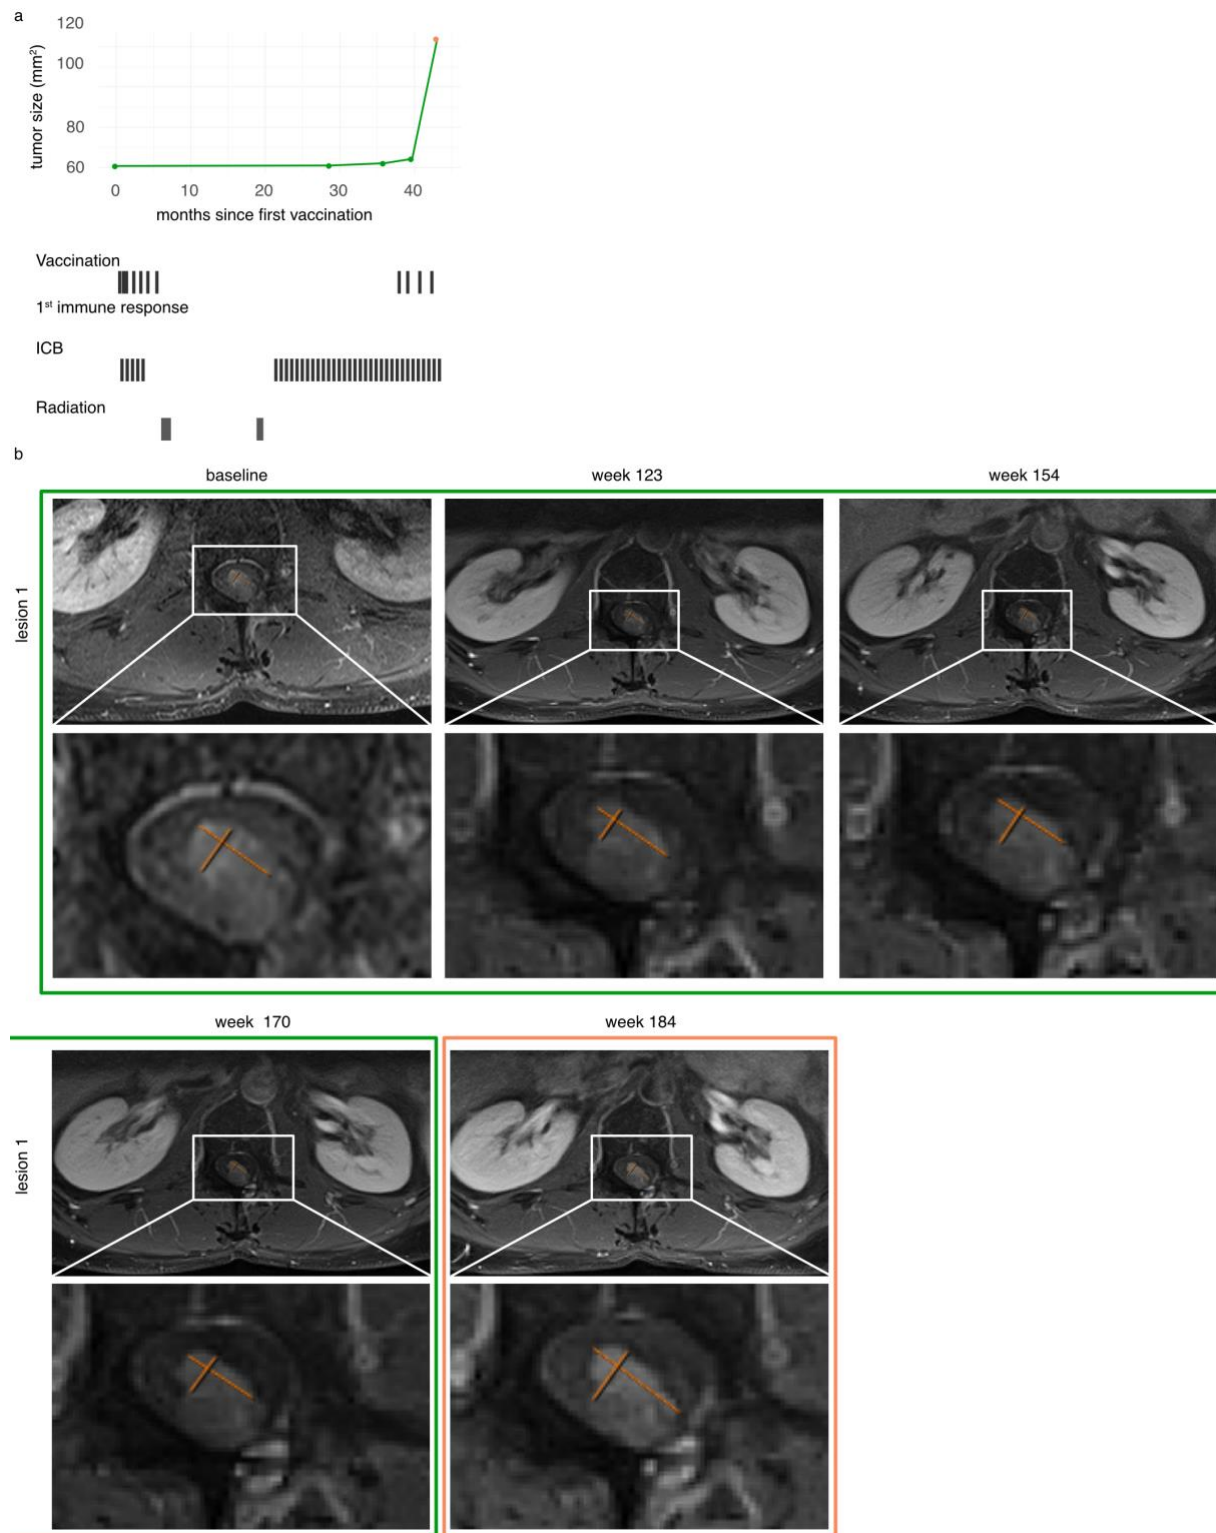 a
120
100
80
60
tumor size (mm²)
0 10 20 30 40
months since first vaccination
Vaccination
1st immune response
ICB
Radiation
b
baseline week 123 week 154
lesion 1
week 170 week 184
lesion 1